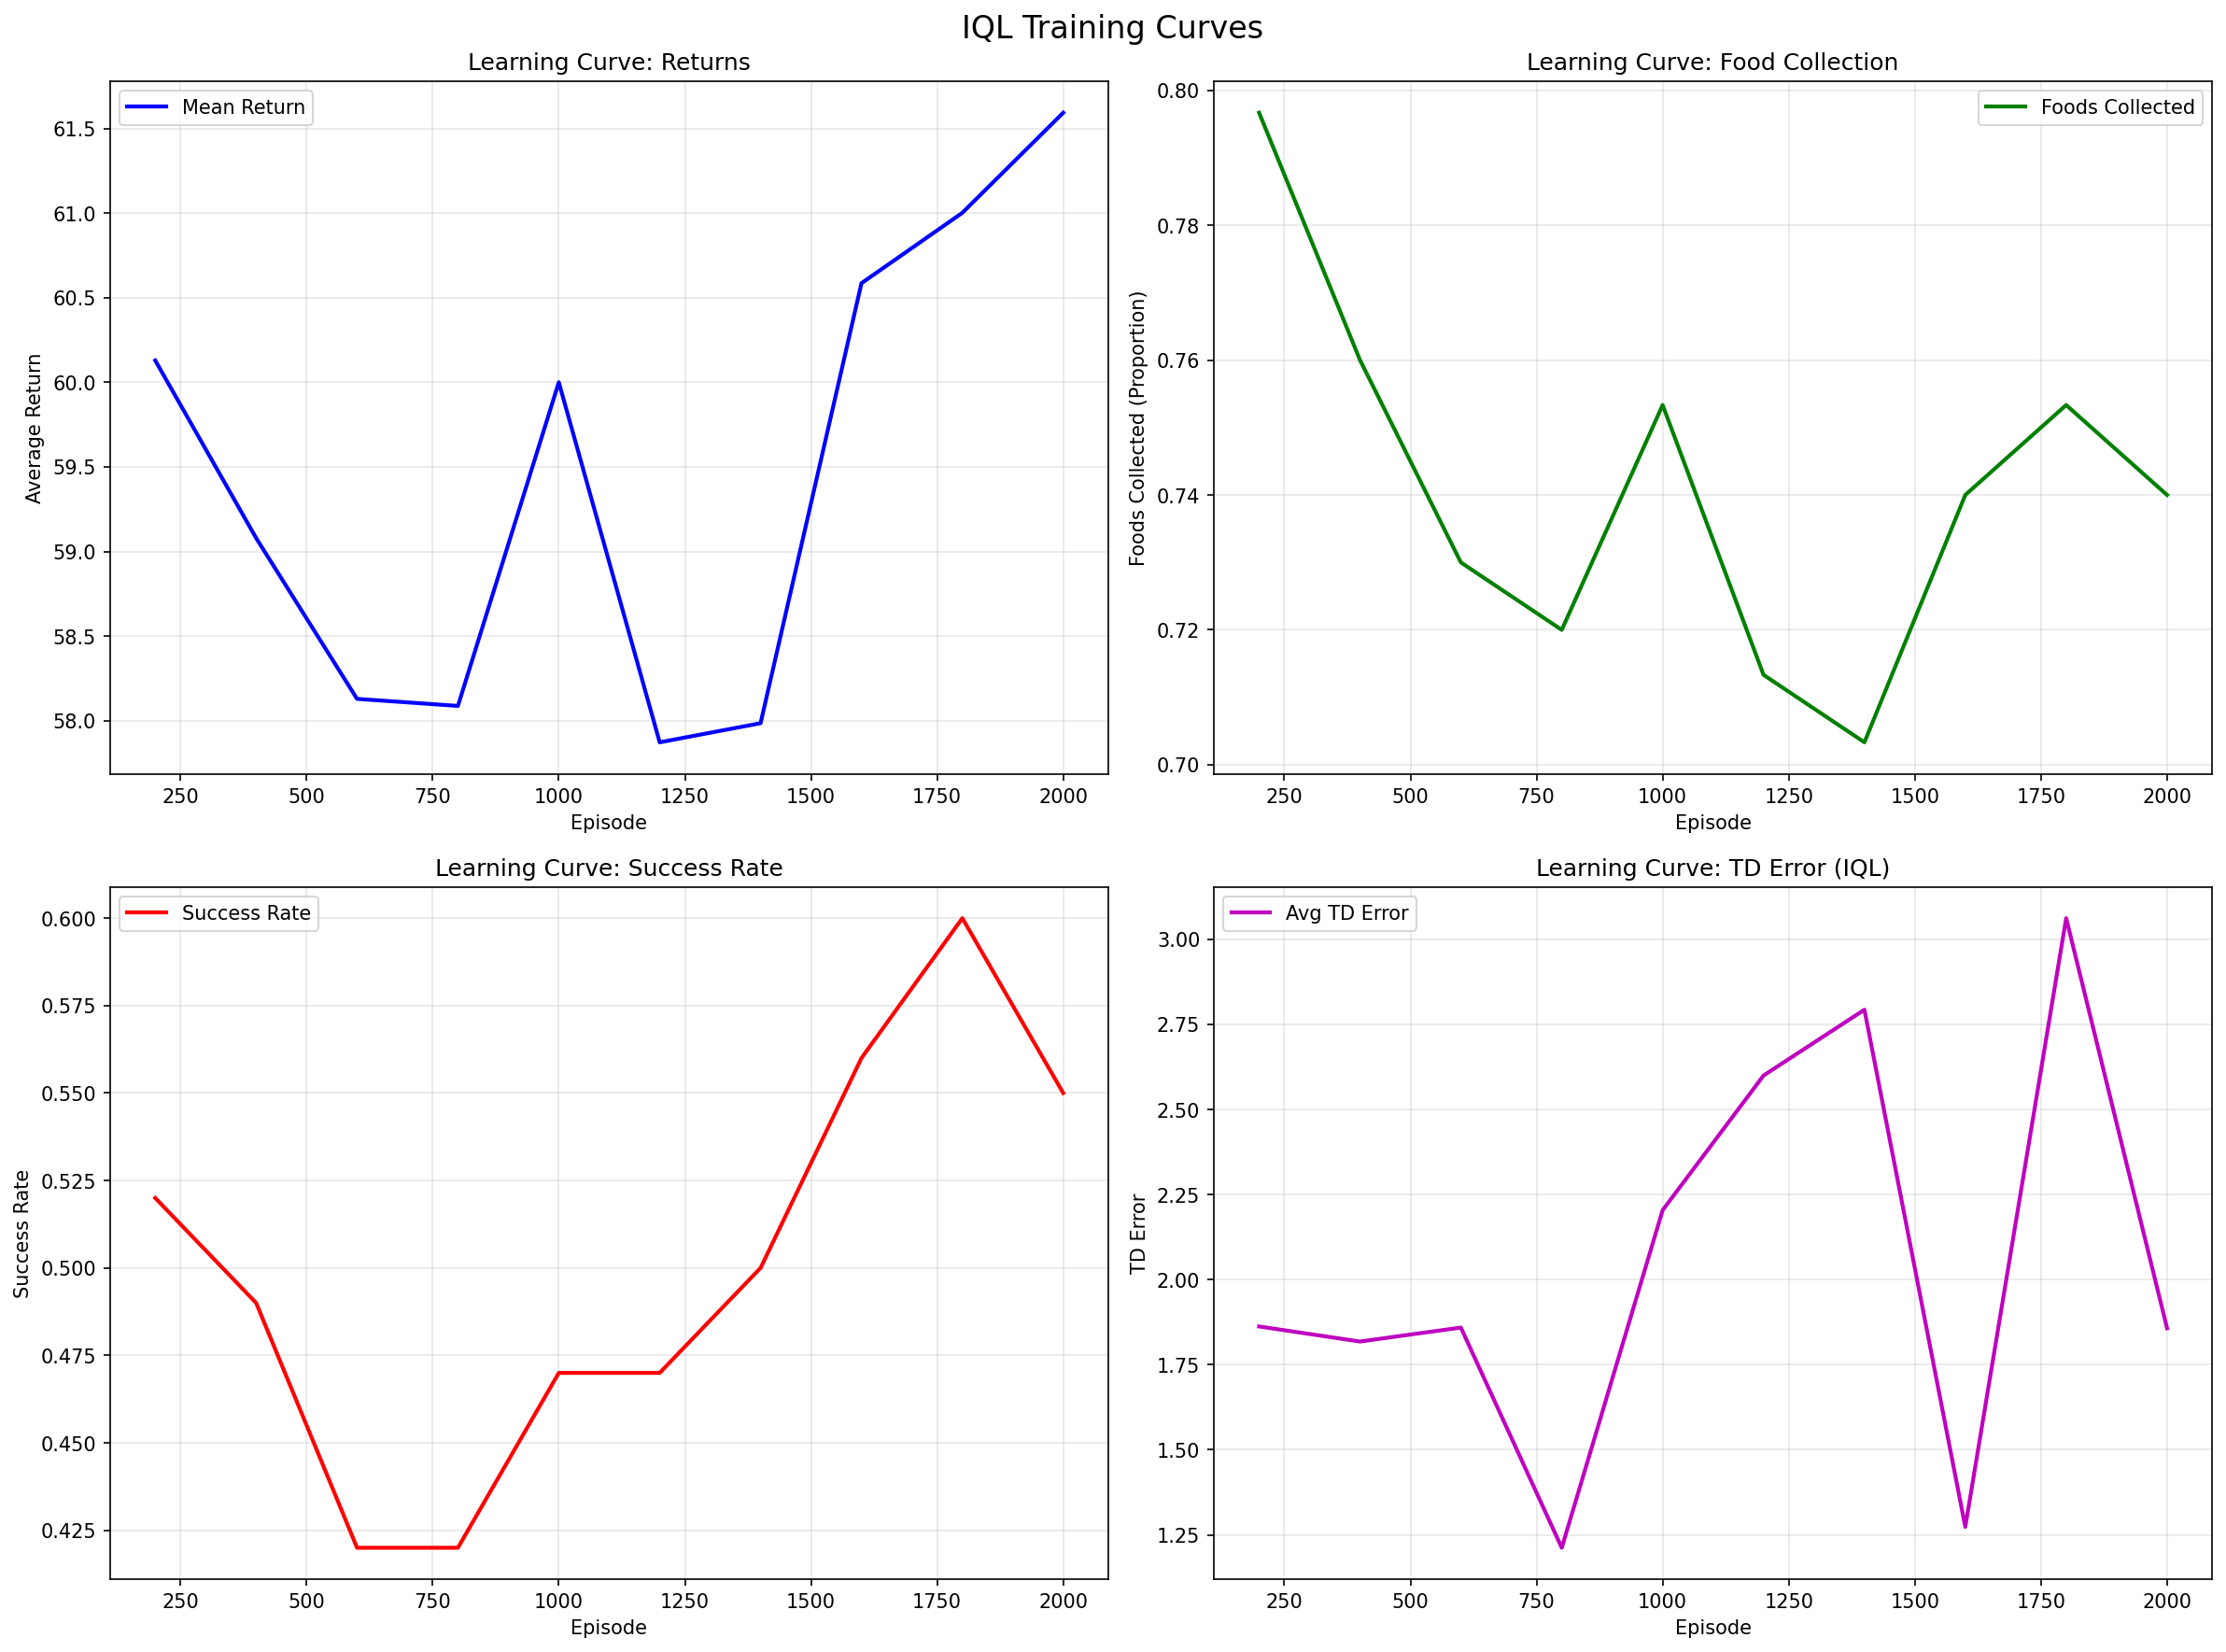 IQL Training Curves
Learning Curve: Returns
Mean Return
61.5
61.0
60.5
60.0
59.5
59.0
58.5
58.0
Average Return
250 500 750 1000 1250 1500 1750 2000
Episode
Learning Curve: Food Collection
Foods Collected
0.80
0.78
0.76
0.74
0.72
0.70
Foods Collected (Proportion)
250 500 750 1000 1250 1500 1750 2000
Episode
Learning Curve: Success Rate
Success Rate
0.600
0.575
0.550
0.525
0.500
0.475
0.450
0.425
Success Rate
250 500 750 1000 1250 1500 1750 2000
Episode
Learning Curve: TD Error (IQL)
Avg TD Error
3.00
2.75
2.50
2.25
2.00
1.75
1.50
1.25
TD Error
250 500 750 1000 1250 1500 1750 2000
Episode